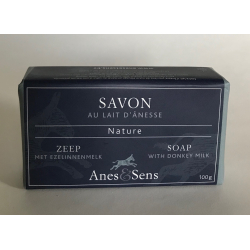 SAVON
AU LAIT D'ÂNESSE
Nature
ZEEP
MET EZELINNENMELK
SOAP
WITH DONKEY MILK
Anes&Sens
100g